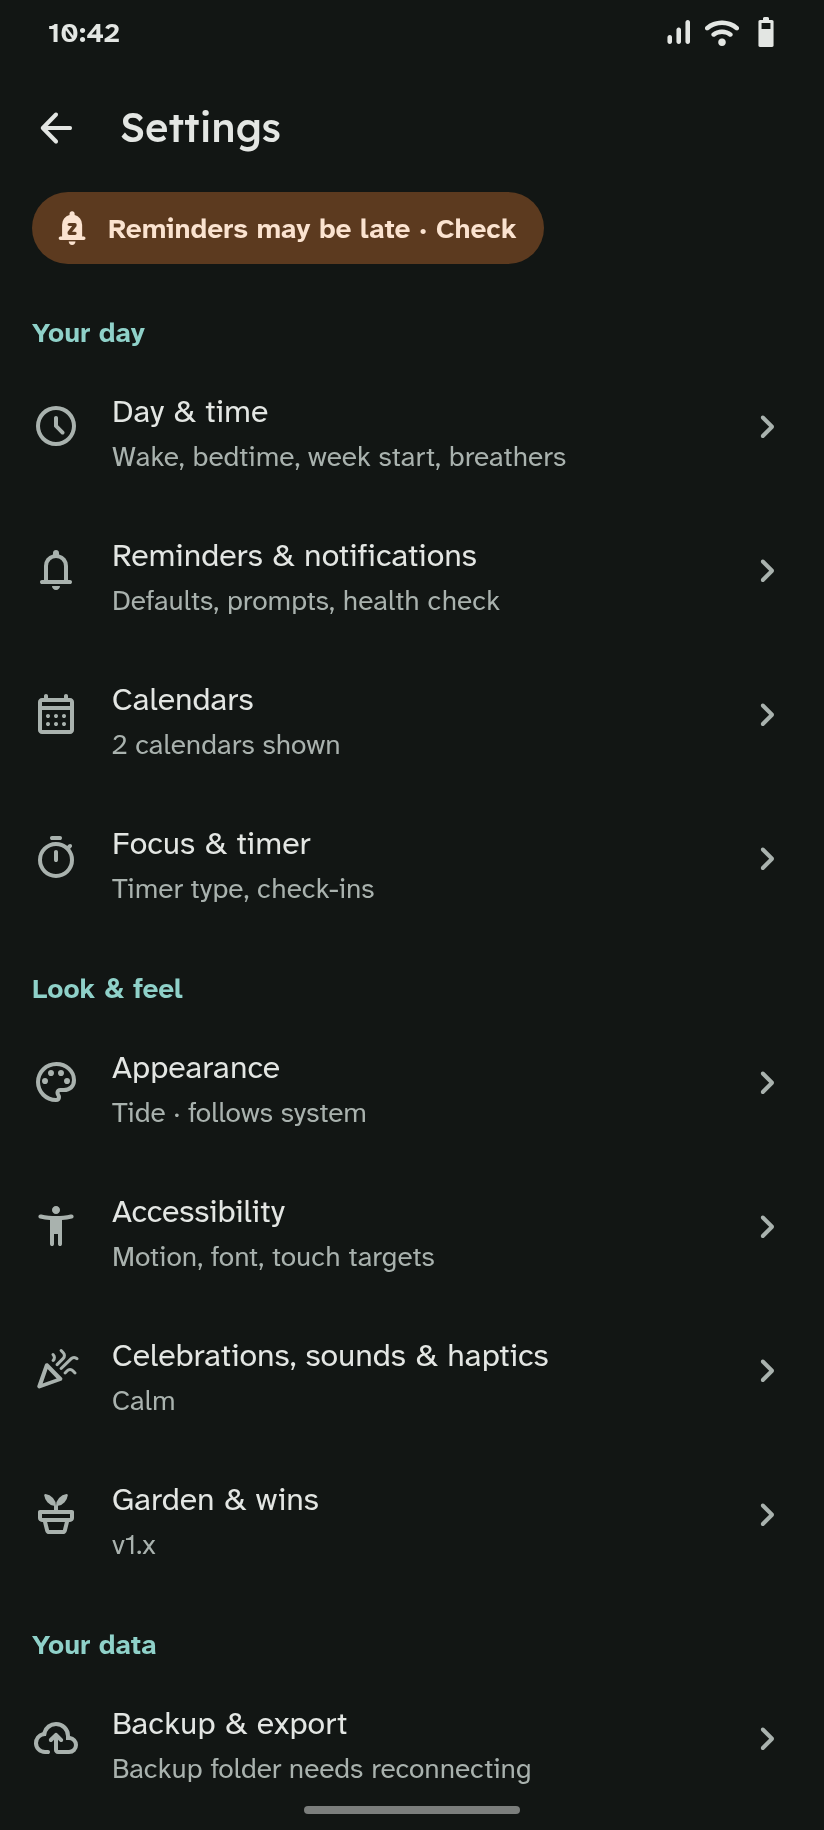 10:42
Settings
Reminders may be late · Check
Your day
Day & time
Wake, bedtime, week start, breathers
Reminders & notifications
Defaults, prompts, health check
Calendars
2 calendars shown
Focus & timer
Timer type, check-ins
Look & feel
Appearance
Tide · follows system
Accessibility
Motion, font, touch targets
Celebrations, sounds & haptics
Calm
Garden & wins
v1.x
Your data
Backup & export
Backup folder needs reconnecting